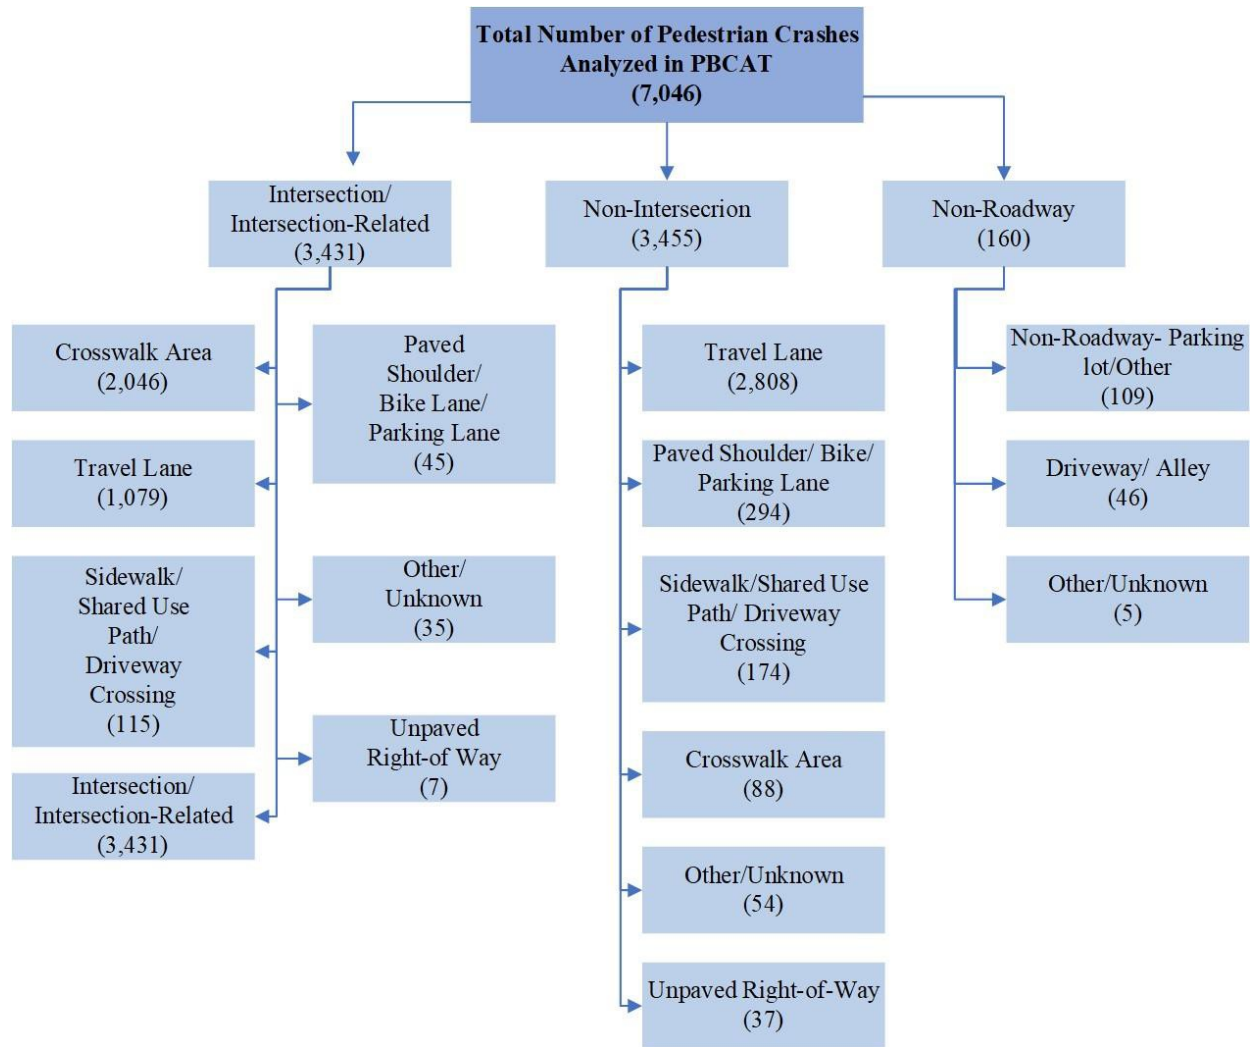 Total Number of Pedestrian Crashes
Analyzed in PBCAT
(7,046)
Intersection/
Intersection-Related
(3,431)
Non-Intersecrion
(3,455)
Non-Roadway
(160)
Crosswalk Area
(2,046)
Travel Lane
(1,079)
Sidewalk/
Shared Use
Path/
Driveway
Crossing
(115)
Intersection/
Intersection-Related
(3,431)
Paved
Shoulder/
Bike Lane/
Parking Lane
(45)
Other/
Unknown
(35)
Unpaved
Right-of Way
(7)
Travel Lane
(2,808)
Paved Shoulder/ Bike/
Parking Lane
(294)
Sidewalk/Shared Use
Path/ Driveway
Crossing
(174)
Crosswalk Area
(88)
Other/Unknown
(54)
Unpaved Right-of-Way
(37)
Non-Roadway- Parking
lot/Other
(109)
Driveway/ Alley
(46)
Other/Unknown
(5)